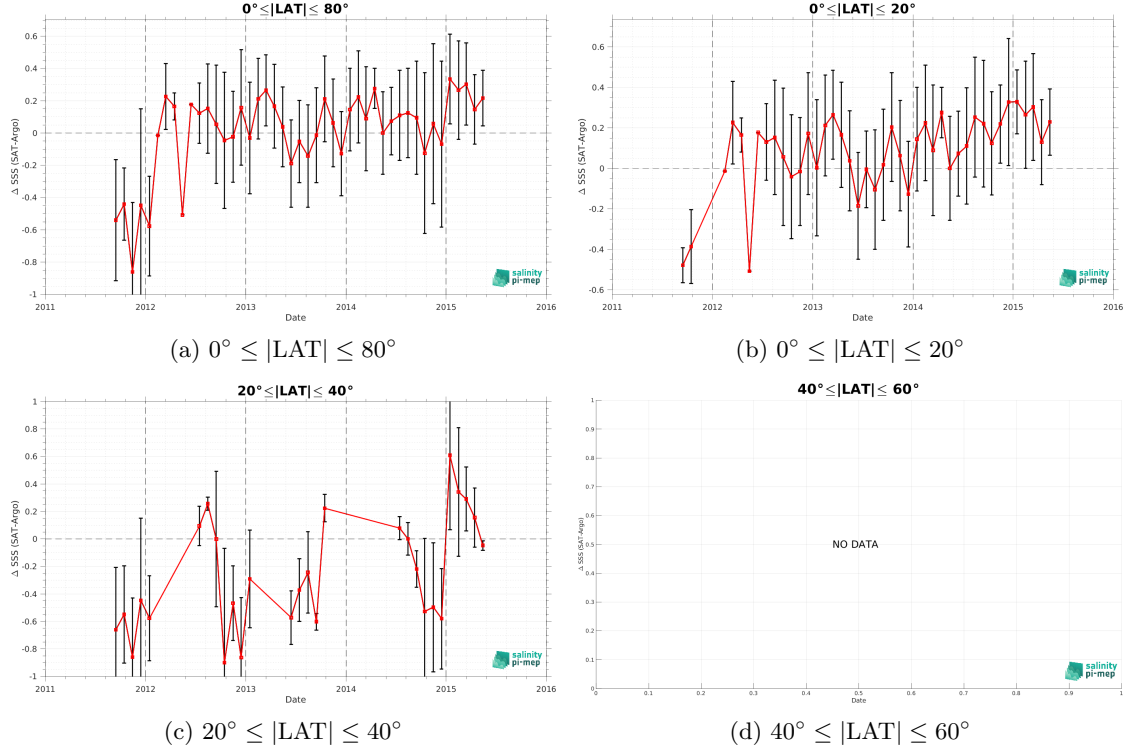 0°≤|LAT|≤ 80°
Δ SSS (SAT-Argo)
0.6
0.4
0.2
0
-0.2
-0.4
-0.6
-0.8
-1
2011 2012 2013 2014 2015 2016
Date
salinity
pi-mep
(a) 0° ≤ |LAT| ≤ 80°
0°≤|LAT|≤ 20°
Δ SSS (SAT-Argo)
0.6
0.4
0.2
0
-0.2
-0.4
-0.6
2011 2012 2013 2014 2015 2016
Date
salinity
pi-mep
(b) 0° ≤ |LAT| ≤ 20°
20°≤|LAT|≤ 40°
Δ SSS (SAT-Argo)
1
0.8
0.6
0.4
0.2
0
-0.2
-0.4
-0.6
-0.8
-1
2011 2012 2013 2014 2015 2016
Date
salinity
pi-mep
(c) 20° ≤ |LAT| ≤ 40°
40°≤|LAT|≤ 60°
Δ SSS (SAT-Argo)
1
0.9
0.8
0.7
0.6
0.5
0.4
0.3
0.2
0.1
0
NO DATA
0 0.1 0.2 0.3 0.4 0.5 0.6 0.7 0.8 0.9 1
Date
salinity
pi-mep
(d) 40° ≤ |LAT| ≤ 60°